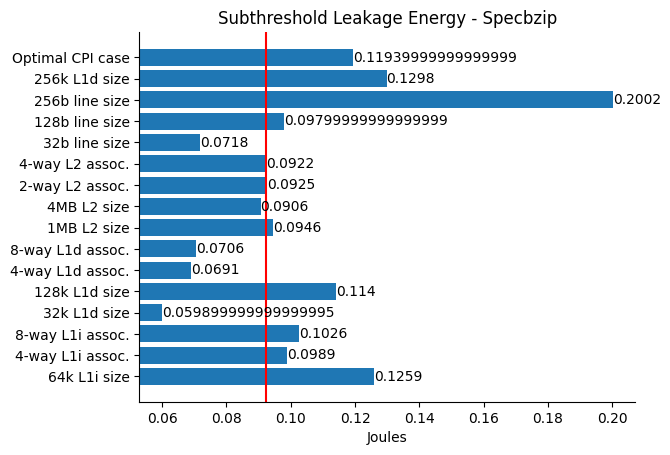 Subthreshold Leakage Energy - Specbzip
Optimal CPI case 0.11939999999999999
256k L1d size 0.1298
256b line size 0.2002
128b line size 0.09799999999999999
32b line size 0.0718
4-way L2 assoc. 0.0922
2-way L2 assoc. 0.0925
4MB L2 size 0.0906
1MB L2 size 0.0946
8-way L1d assoc. 0.0706
4-way L1d assoc. 0.0691
128k L1d size 0.114
32k L1d size 0.059899999999999995
8-way L1i assoc. 0.1026
4-way L1i assoc. 0.0989
64k L1i size 0.1259
0.06 0.08 0.10 0.12 0.14 0.16 0.18 0.20
Joules